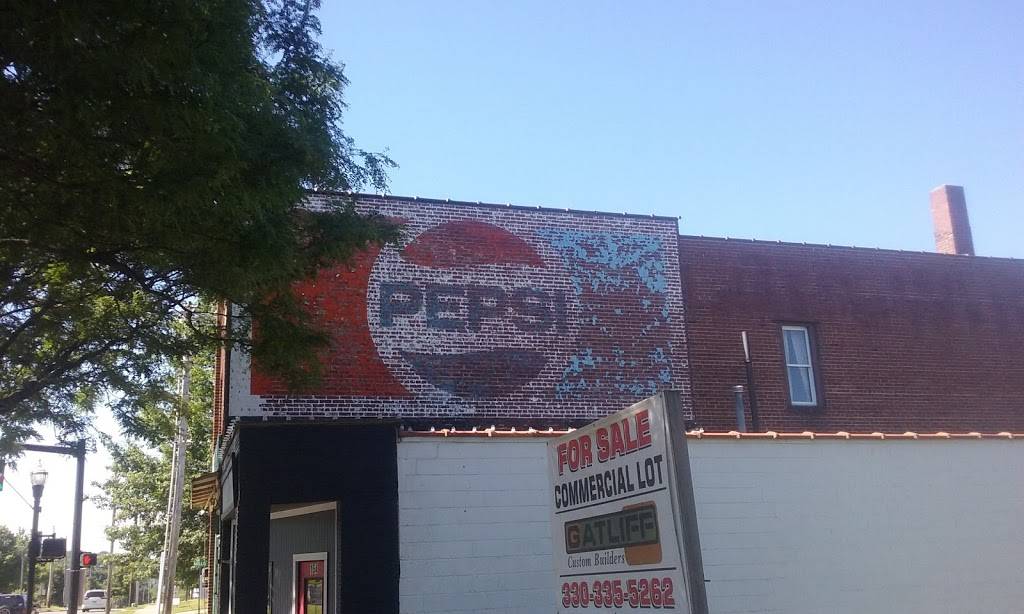 PEPSI
FOR SALE
COMMERCIAL LOT
GATLIFF
Custom Builders
330-335-5262